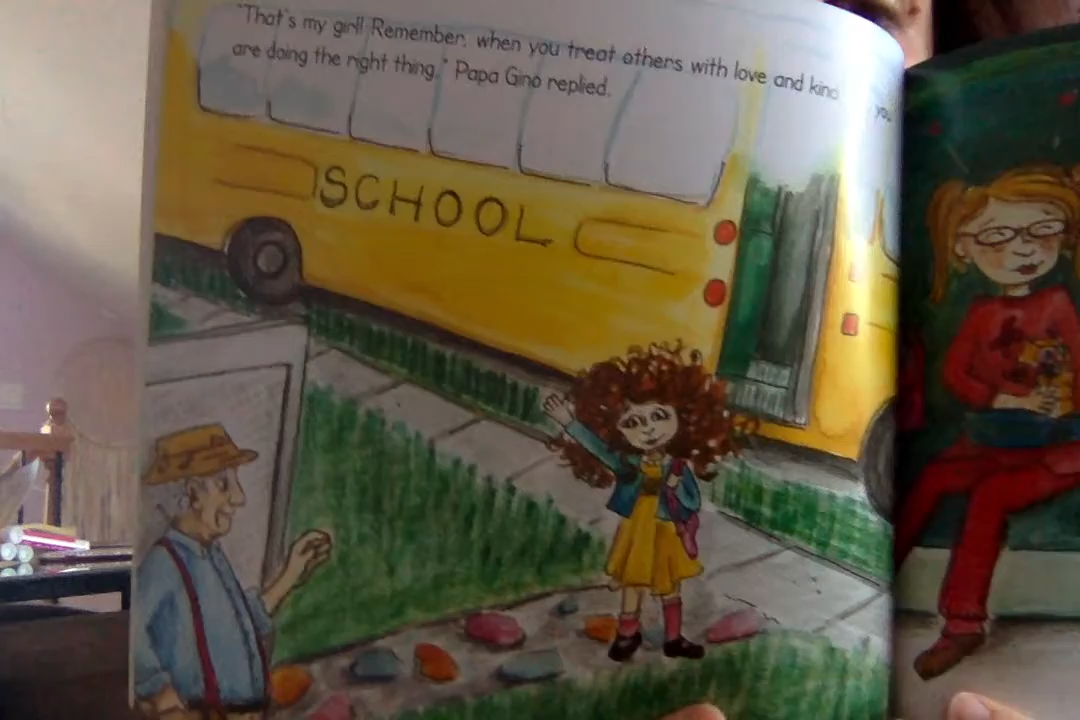 "That's my girl! Remember, when you treat others with love and kind you
are doing the right thing." Papa Gino replied.
SCHOOL